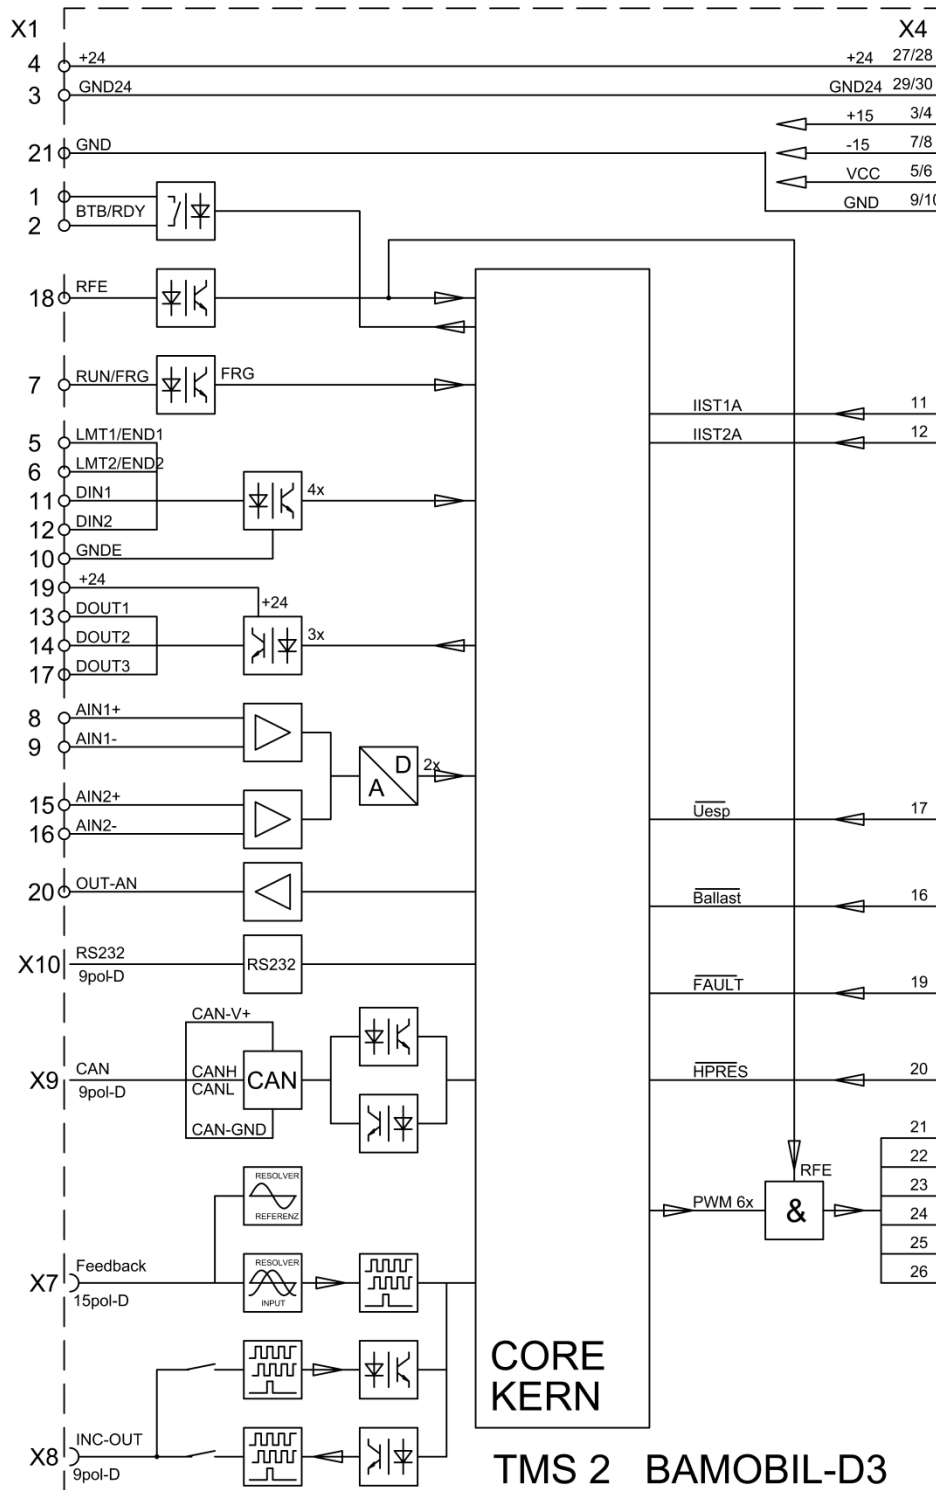 X1 X4
4 +24 +24 27/28
3 GND24 GND24 29/30
+15 3/4
21 GND -15 7/8
VCC 5/6
1
BTB/RDY
2
GND 9/10
18 RFE
7 RUN/FRG FRG
IIST1A 11
5 LMT1/END1
IIST2A 12
6 LMT2/END2
11 DIN1 4x
12 DIN2
10 GNDE
19 +24
13 DOUT1 +24
14 DOUT2 3x
17 DOUT3
8 AIN1+
9 AIN1-
D
A
2x
15 AIN2+
16 AIN2-
Uesp 17
20 OUT-AN
Ballast 16
X10 RS232
9pol-D
RS232
FAULT 19
CAN-V+
X9 CAN
9pol-D
CANH
CANL
CAN
CAN-GND
HPRES 20
21
22
23
24
25
26
RFE
PWM 6x
&
RESOLVER
REFERENZ
X7 Feedback
15pol-D
RESOLVER
INPUT
CORE
KERN
X8 INC-OUT
9pol-D
TMS 2 BAMOBIL-D3